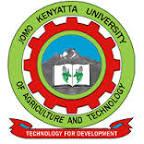 JOMO KENYATTA UNIVERSITY
OF AGRICULTURE AND TECHNOLOGY
TECHNOLOGY FOR DEVELOPMENT